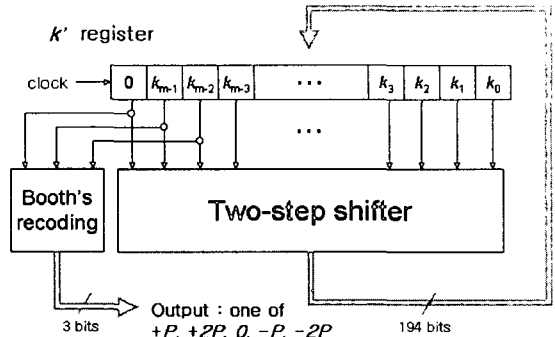 k' register
clock
0 k_{m-1} k_{m-2} k_{m-3} ... k_3 k_2 k_1 k_0
...
Booth's
recoding
Two-step shifter
3 bits
Output : one of
+P, +2P, 0, -P, -2P
194 bits